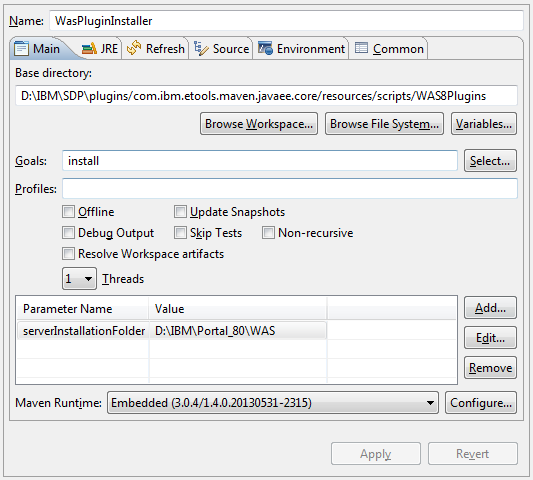 Name: WasPluginInstaller
Main JRE Refresh Source Environment Common
Base directory:
D:\IBM\SDP\plugins/com.ibm.etools.maven.javaee.core/resources/scripts/WAS8Plugins
Browse Workspace... Browse File System... Variables...
Goals: install Select...
Profiles:
Offline Update Snapshots
Debug Output Skip Tests Non-recursive
Resolve Workspace artifacts
1 Threads
Parameter Name Value Add...
serverInstallationFolder D:\IBM\Portal_80\WAS
Edit...
Remove
Maven Runtime: Embedded (3.0.4/1.4.0.20130531-2315) Configure...
Apply Revert